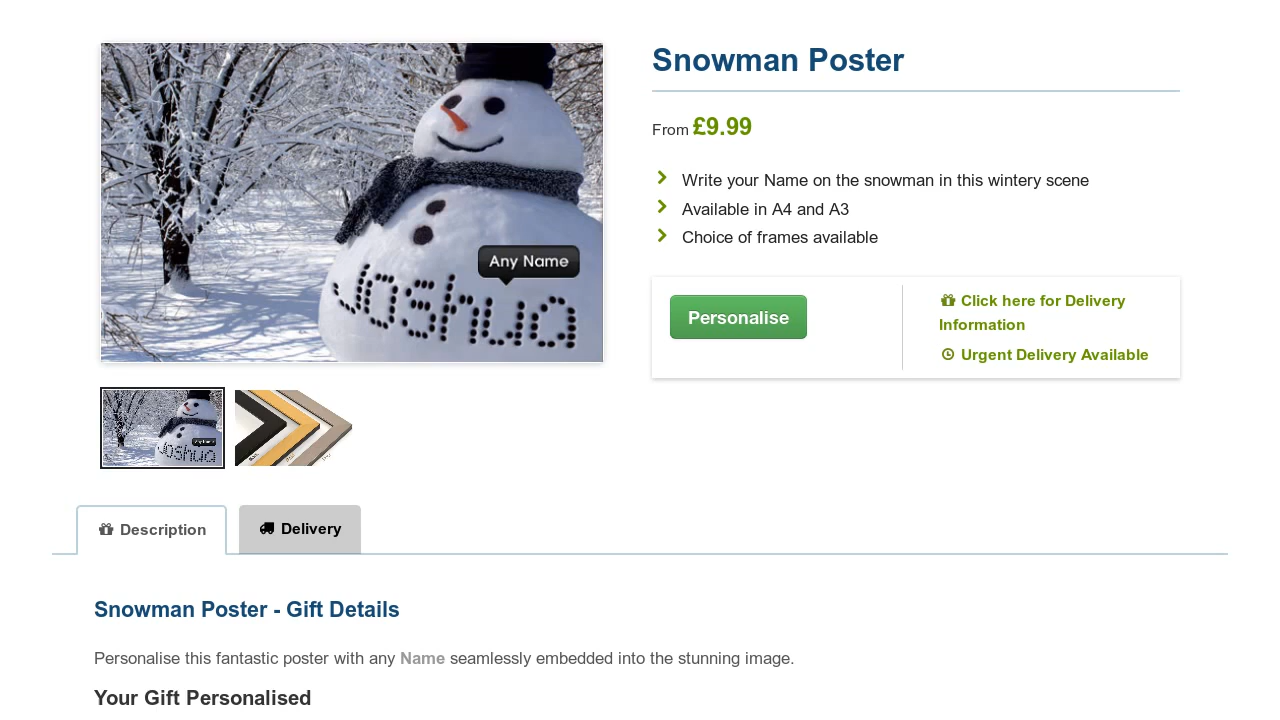 Snowman Poster
From £9.99
Write your Name on the snowman in this wintery scene
Available in A4 and A3
Choice of frames available
Any Name
Joshua
Personalise
Click here for Delivery
Information
Urgent Delivery Available
Any Name
Joshua
Description
Delivery
Snowman Poster - Gift Details
Personalise this fantastic poster with any Name seamlessly embedded into the stunning image.
Your Gift Personalised